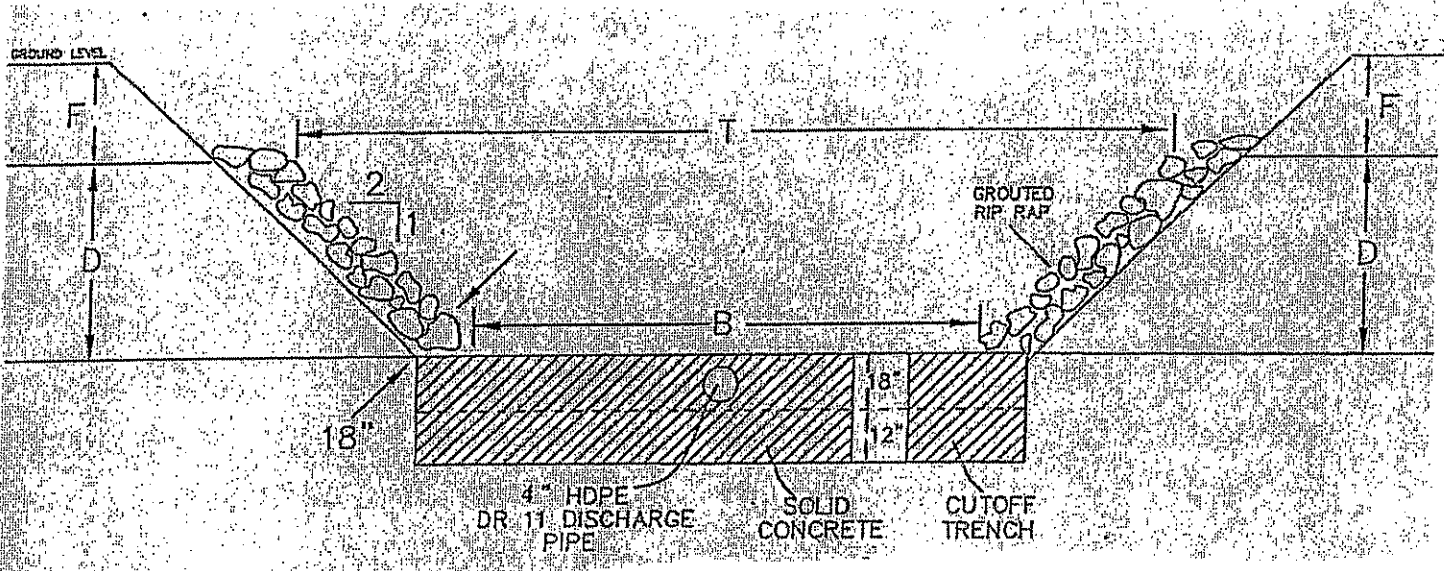 GROUND LEVEL
F
T
F
2
1
GROUTED
RIP RAP
D
D
B
18"
18"
12"
4" HDPE
DR 11 DISCHARGE
PIPE
SOLID
CONCRETE
CUTOFF
TRENCH